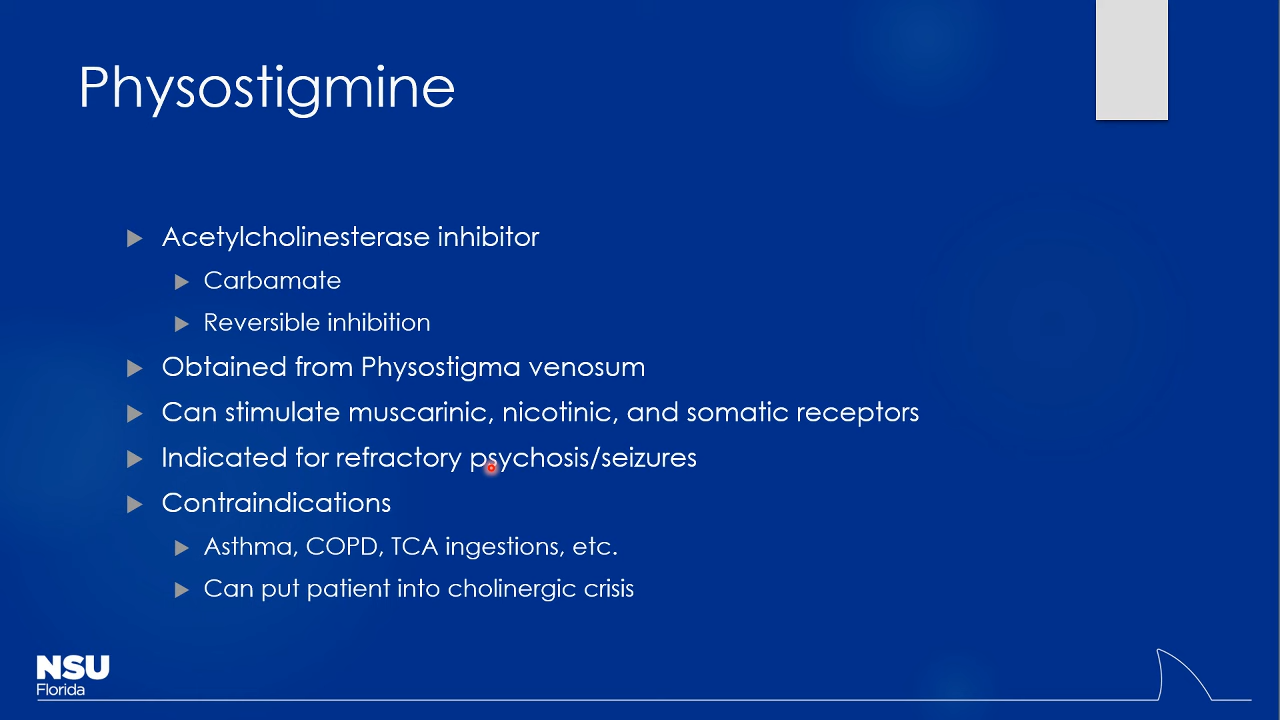 Physostigmine
Acetylcholinesterase inhibitor
Carbamate
Reversible inhibition
Obtained from Physostigma venosum
Can stimulate muscarinic, nicotinic, and somatic receptors
Indicated for refractory psychosis/seizures
Contraindications
Asthma, COPD, TCA ingestions, etc.
Can put patient into cholinergic crisis
NSU
Florida